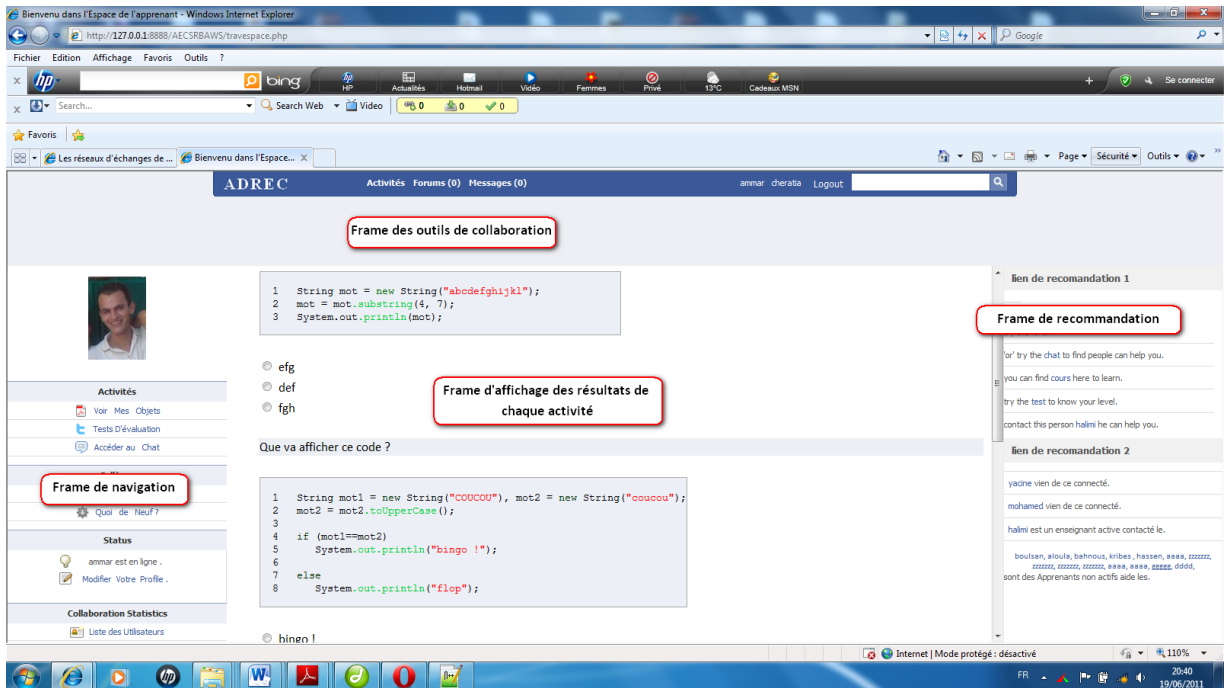 Bienvenu dans l'Espace de l'apprenant - Windows Internet Explorer
http://127.0.0.1:8888/AECSRBAWS/travespace.php
Google
Fichier Edition Affichage Favoris Outils ?
x hp bing HP Actualités Hotmail Vidéo Femmes Privé 13°C Cadeaux MSN + Se connecter
x Search... Search Web Video 0 0 0
Favoris
Les réseaux d'échanges de ... Bienvenu dans l'Espace... X Page Sécurité Outils
ADREC Activités Forums (0) Messages (0) ammar cheratia Logout
Frame des outils de collaboration
1 String mot = new String("abcdefghijkl");
2 mot = mot.substring(4, 7);
3 System.out.println(mot);
efg
def
fgh
Frame d'affichage des résultats de
chaque activité
Que va afficher ce code ?
1 String mot1 = new String("COUCOU"), mot2 = new String("coucou");
2 mot2 = mot2.toUpperCase();
3
4 if (mot1==mot2)
5 System.out.println("bingo !");
6
7 else
8 System.out.println("flop");
bingo !
Activités
Voir Mes Objets
Tests D'évaluation
Accéder au Chat
Frame de navigation
Quoi de Neuf ?
Status
ammar est en ligne .
Modifier Votre Profile .
Collaboration Statistics
Liste des Utilisateurs
lien de recomandation 1
Frame de recommandation
'or' try the chat to find people can help you.
you can find cours here to learn.
try the test to know your level.
contact this person halimi he can help you.
lien de recomandation 2
yacine vien de ce connecté.
mohamed vien de ce connecté.
halimi est un enseignant active contacté le.
boulsan, aloula, bahnous, kribes , hassen, aaaa, zzzzzz,
zzzzzz, zzzzzz, zzzzzz, aaaa, aaaa, ggggg, dddd,
sont des Apprenants non actifs aide les.
Internet | Mode protégé : désactivé 110%
FR 20:40
19/06/2011